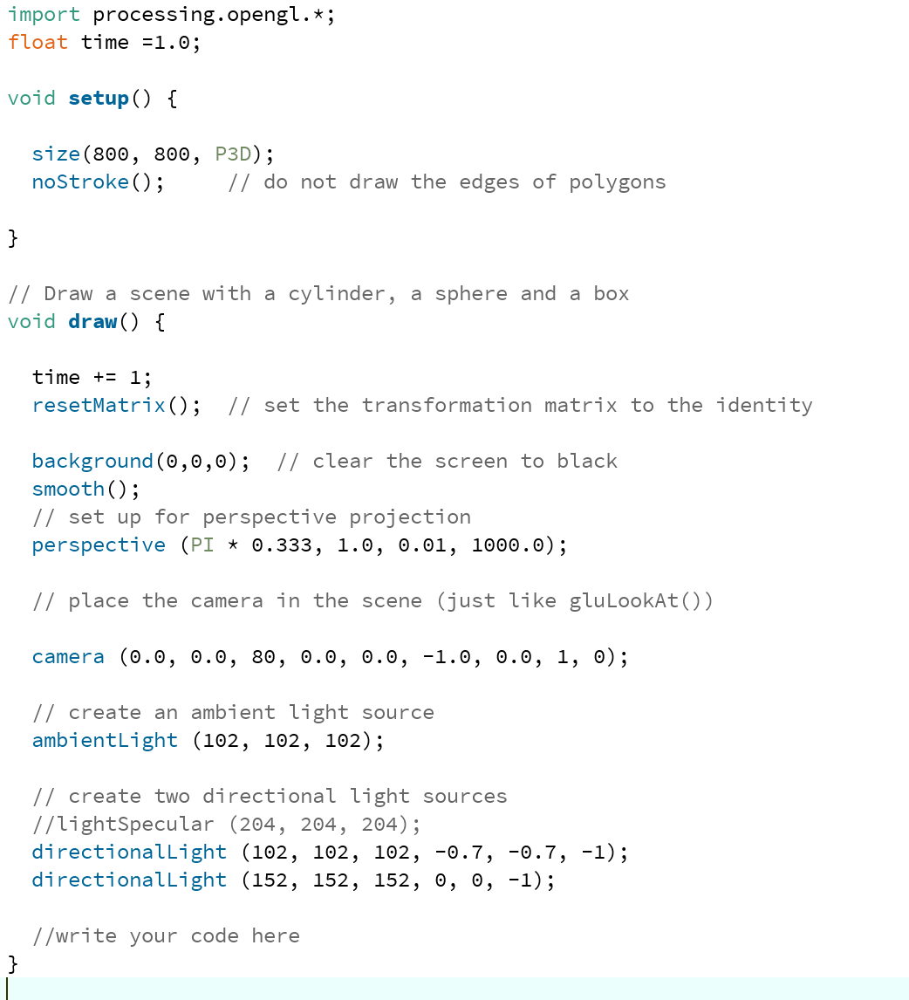 import processing.opengl.*;
float time =1.0;
void setup() {
size(800, 800, P3D);
noStroke();     // do not draw the edges of polygons
}
// Draw a scene with a cylinder, a sphere and a box
void draw() {
time += 1;
resetMatrix();  // set the transformation matrix to the identity
background(0,0,0);  // clear the screen to black
smooth();
// set up for perspective projection
perspective (PI * 0.333, 1.0, 0.01, 1000.0);
// place the camera in the scene (just like gluLookAt())
camera (0.0, 0.0, 80, 0.0, 0.0, -1.0, 0.0, 1, 0);
// create an ambient light source
ambientLight (102, 102, 102);
// create two directional light sources
//lightSpecular (204, 204, 204);
directionalLight (102, 102, 102, -0.7, -0.7, -1);
directionalLight (152, 152, 152, 0, 0, -1);
//write your code here
}